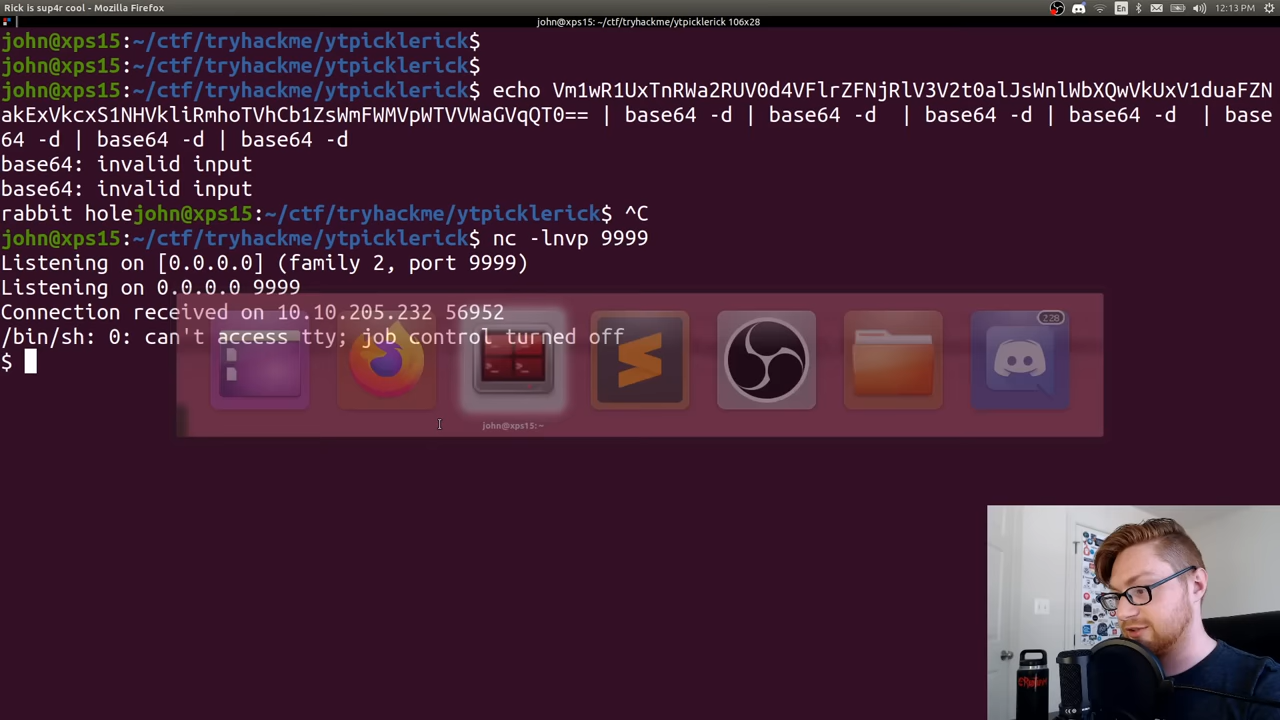 Rick is sup4r cool - Mozilla Firefox
En
12:13 PM
john@xps15: ~/ctf/tryhackme/ytpicklerick 106x28
john@xps15:~/ctf/tryhackme/ytpicklerick$
john@xps15:~/ctf/tryhackme/ytpicklerick$
john@xps15:~/ctf/tryhackme/ytpicklerick$ echo Vm1wR1UxTnRWa2RUV0d4VFlrZFNjRlV3V2t0alJsWnlWbXQwVkUxV1duaFZN
akExVkcxS1NHVkliRmhoTVhCb1ZsWmFWMVpWTVVWaGVqQT0== | base64 -d | base64 -d  | base64 -d | base64 -d  | base
64 -d | base64 -d | base64 -d
base64: invalid input
base64: invalid input
rabbit holejohn@xps15:~/ctf/tryhackme/ytpicklerick$ ^C
john@xps15:~/ctf/tryhackme/ytpicklerick$ nc -lnvp 9999
Listening on [0.0.0.0] (family 2, port 9999)
Listening on 0.0.0.0 9999
Connection received on 10.10.205.232 56952
/bin/sh: 0: can't access tty; job control turned off
$
228
john@xps15: ~